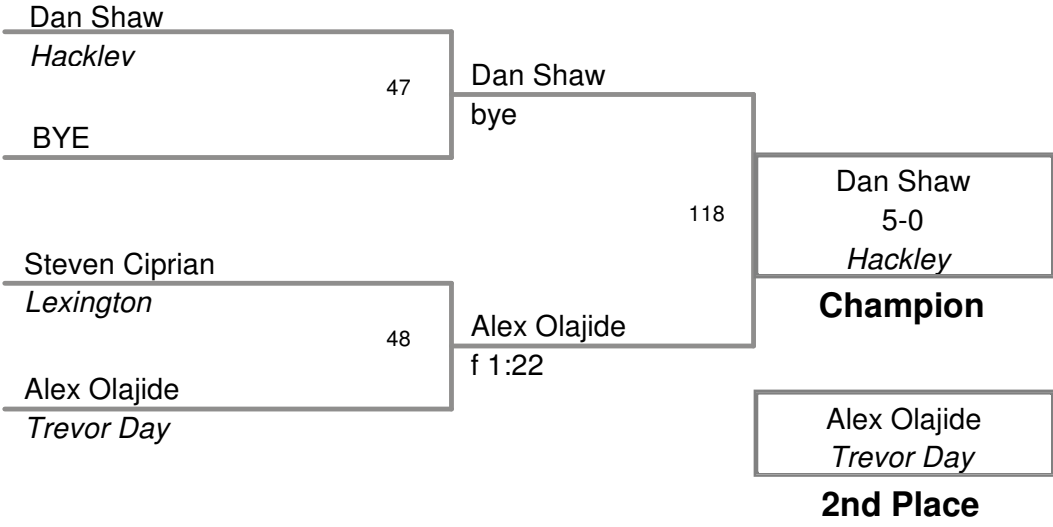 Dan Shaw
Hacklev
47
BYE
Dan Shaw
bye
Steven Ciprian
Lexington
48
Alex Olajide
Trevor Day
Alex Olajide
f 1:22
118
Dan Shaw
5-0
Hackley
Champion
Alex Olajide
Trevor Day
2nd Place